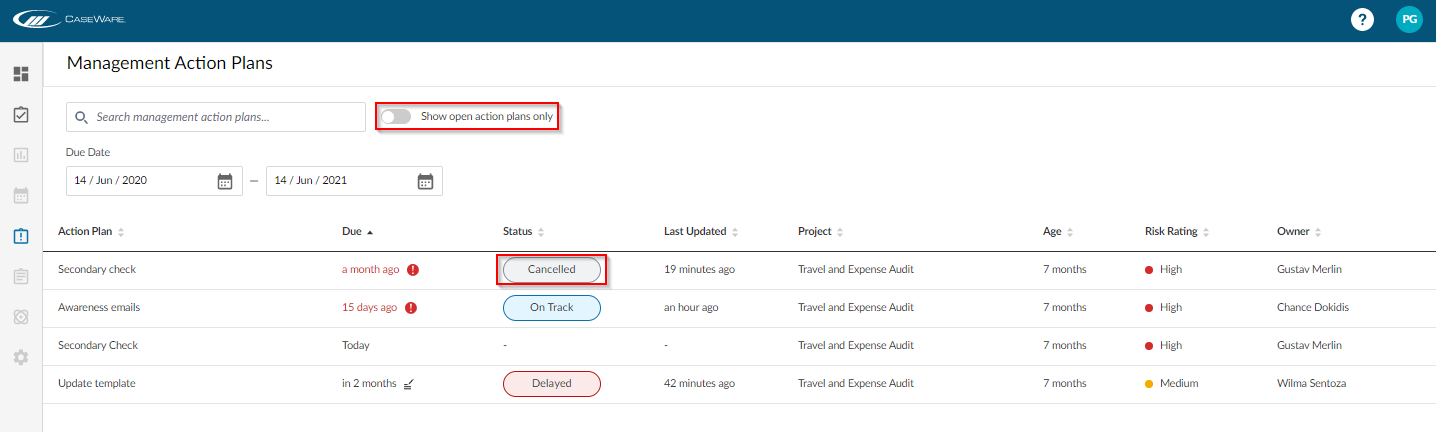 CASEWARE
? PG
Management Action Plans
Search management action plans... Show open action plans only
Due Date
14 / Jun / 2020 – 14 / Jun / 2021
Action Plan Due Status Last Updated Project Age Risk Rating Owner
Secondary check a month ago Cancelled 19 minutes ago Travel and Expense Audit 7 months High Gustav Merlin
Awareness emails 15 days ago On Track an hour ago Travel and Expense Audit 7 months High Chance Dokidis
Secondary Check Today - - Travel and Expense Audit 7 months High Gustav Merlin
Update template in 2 months Delayed 42 minutes ago Travel and Expense Audit 7 months Medium Wilma Sentoza